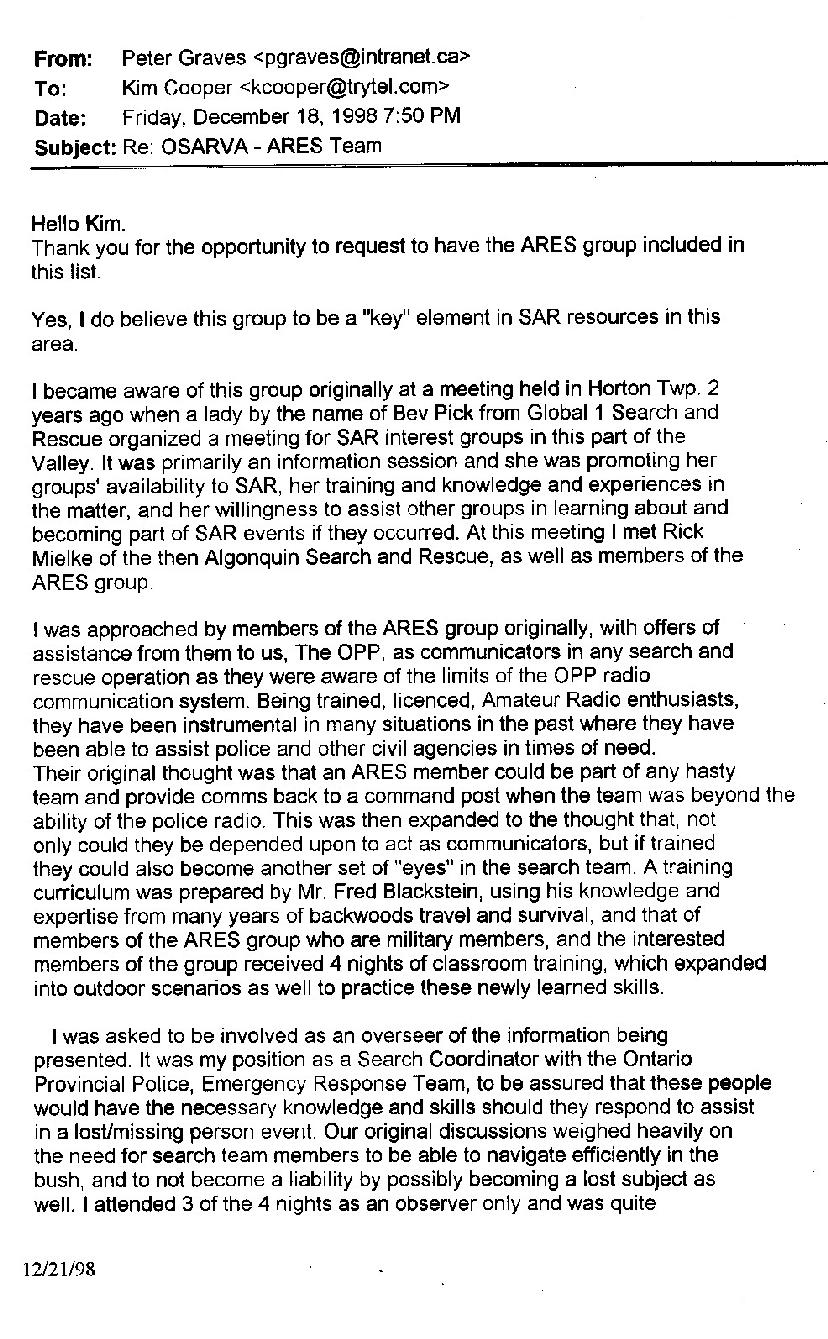 From: Peter Graves <pgraves@intranet.ca>
To: Kim Cooper <kcooper@trytel.com>
Date: Friday, December 18, 1998 7:50 PM
Subject: Re: OSARVA - ARES Team
Hello Kim.
Thank you for the opportunity to request to have the ARES group included in
this list.
Yes, I do believe this group to be a "key" element in SAR resources in this
area.
I became aware of this group originally at a meeting held in Horton Twp. 2
years ago when a lady by the name of Bev Pick from Global 1 Search and
Rescue organized a meeting for SAR interest groups in this part of the
Valley. It was primarily an information session and she was promoting her
groups' availability to SAR, her training and knowledge and experiences in
the matter, and her willingness to assist other groups in learning about and
becoming part of SAR events if they occurred. At this meeting I met Rick
Mielke of the then Algonquin Search and Rescue, as well as members of the
ARES group.
I was approached by members of the ARES group originally, with offers of
assistance from them to us, The OPP, as communicators in any search and
rescue operation as they were aware of the limits of the OPP radio
communication system. Being trained, licenced, Amateur Radio enthusiasts,
they have been instrumental in many situations in the past where they have
been able to assist police and other civil agencies in times of need.
Their original thought was that an ARES member could be part of any hasty
team and provide comms back to a command post when the team was beyond the
ability of the police radio. This was then expanded to the thought that, not
only could they be depended upon to act as communicators, but if trained
they could also become another set of "eyes" in the search team. A training
curriculum was prepared by Mr. Fred Blackstein, using his knowledge and
expertise from many years of backwoods travel and survival, and that of
members of the ARES group who are military members, and the interested
members of the group received 4 nights of classroom training, which expanded
into outdoor scenarios as well to practice these newly learned skills.
I was asked to be involved as an overseer of the information being
presented. It was my position as a Search Coordinator with the Ontario
Provincial Police, Emergency Response Team, to be assured that these people
would have the necessary knowledge and skills should they respond to assist
in a lost/missing person event. Our original discussions weighed heavily on
the need for search team members to be able to navigate efficiently in the
bush, and to not become a liability by possibly becoming a lost subject as
well. I attended 3 of the 4 nights as an observer only and was quite
12/21/98